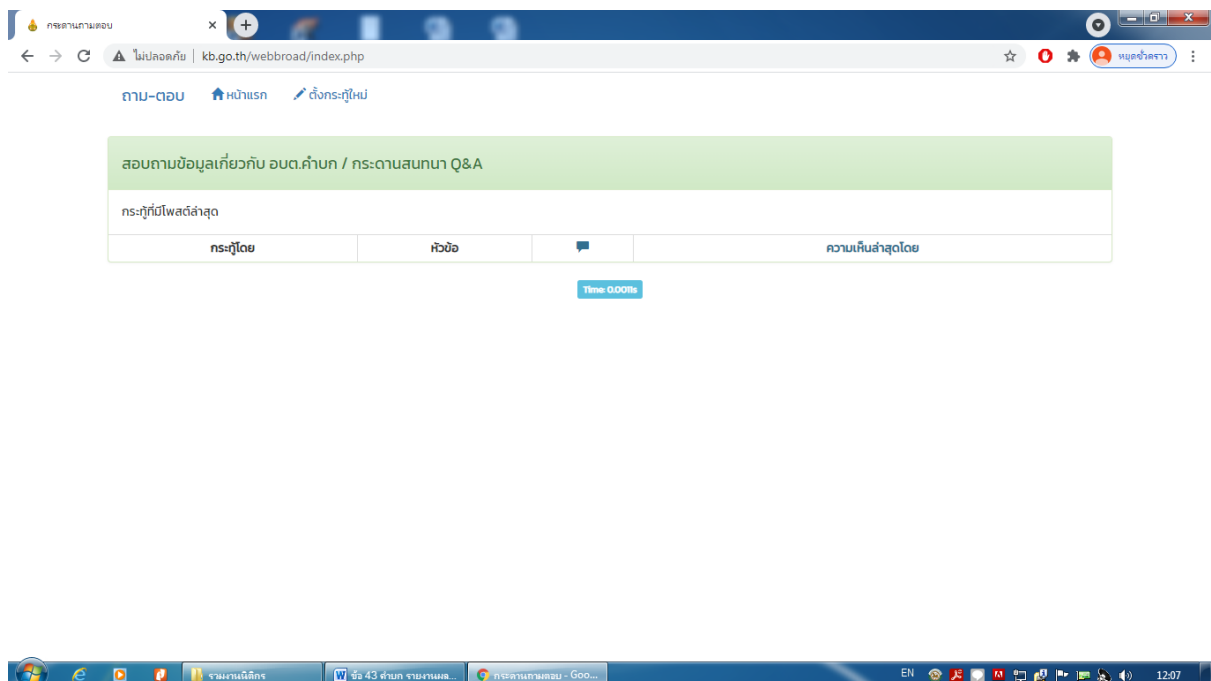 กระดานถามตอบ
ไม่ปลอดภัย | kb.go.th/webbroad/index.php
หยุดชั่วคราว
ถาม-ตอบ หน้าแรก ตั้งกระทู้ใหม่
สอบถามข้อมูลเกี่ยวกับ อบต.คำบก / กระดานสนทนา Q&A
กระทู้ที่มีโพสต์ล่าสุด
กระทู้โดย หัวข้อ ความเห็นล่าสุดโดย
Time: 0.0011s
รวมงานนิติกร ข้อ 43 คำบก รายงานผล... กระดานถามตอบ - Goo... EN 12:07